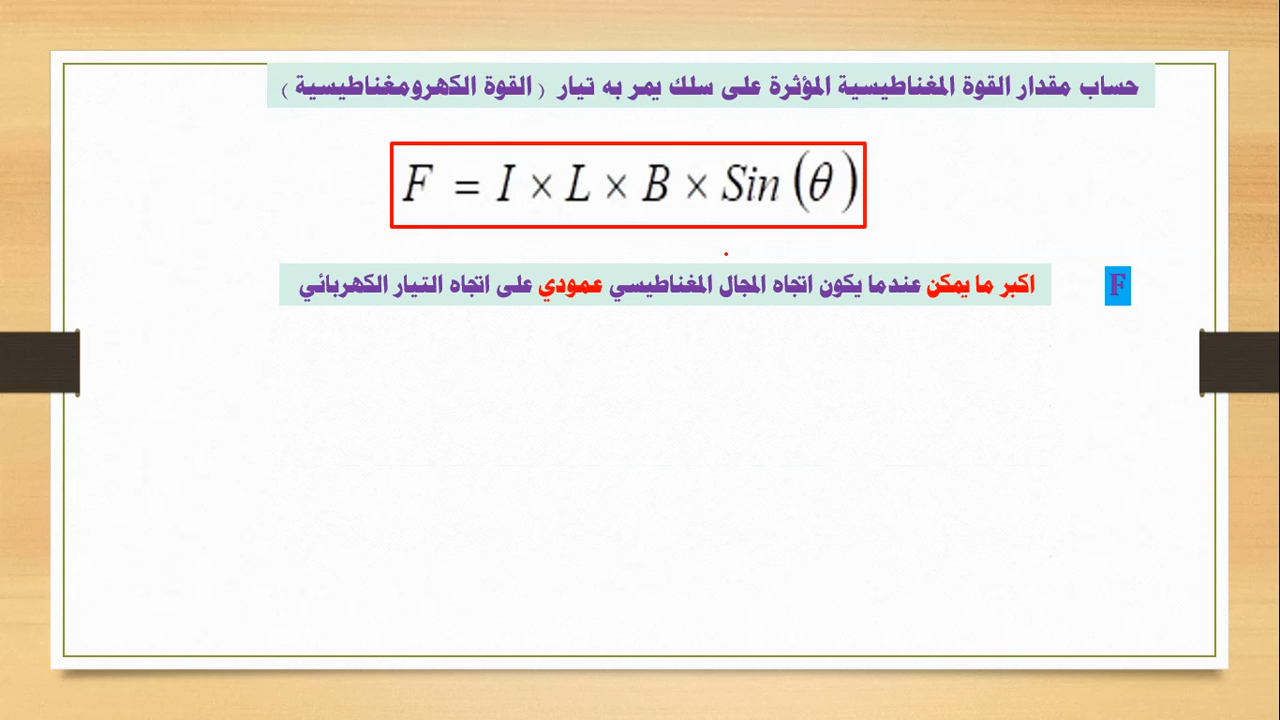 حساب مقدار القوة المغناطيسية المؤثرة على سلك يمر به تيار ( القوة الكهرومغناطيسية )
F = I × L × B × Sin (θ)
F اكبر ما يمكن عندما يكون اتجاه المجال المغناطيسي عمودي على اتجاه التيار الكهربائي